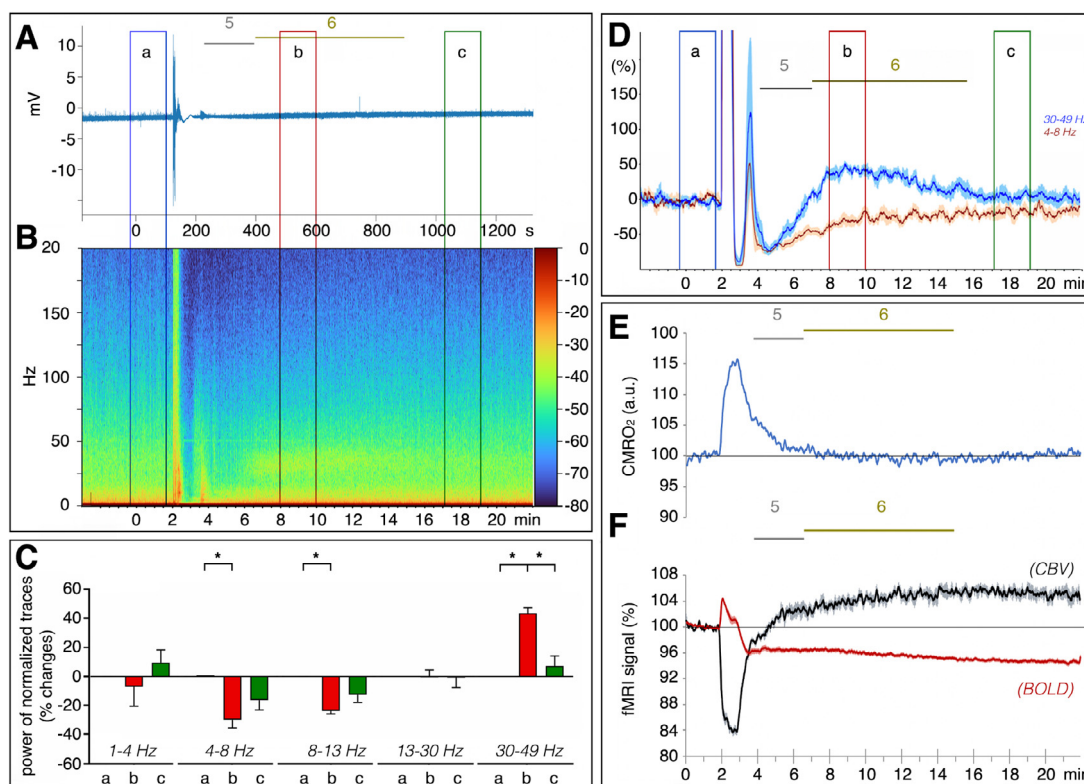 A
5
6
a
b
c
mV
10
5
0
-5
-10
0
200
400
600
800
1000
1200
s
B
Hz
20
150
100
50
0
0
2
4
6
8
10
12
14
16
18
20
min
0
-10
-20
-30
-40
-50
-60
-70
-80
C
power of normalized traces
(% changes)
60
40
20
0
-20
-40
-60
*
*
*
*
1-4 Hz
4-8 Hz
8-13 Hz
13-30 Hz
30-49 Hz
a b c
a b c
a b c
a b c
a b c
D
(%)
a
b
c
5
6
150
100
50
0
-50
30-49 Hz
4-8 Hz
0
2
4
6
8
10
12
14
16
18
20
min
E
5
6
CMRO2 (a.u.)
100
115
110
105
100
95
90
F
5
6
fMRI signal (%)
108
104
100
96
92
88
84
80
(CBV)
(BOLD)
0
2
4
6
8
10
12
14
16
18
20
min